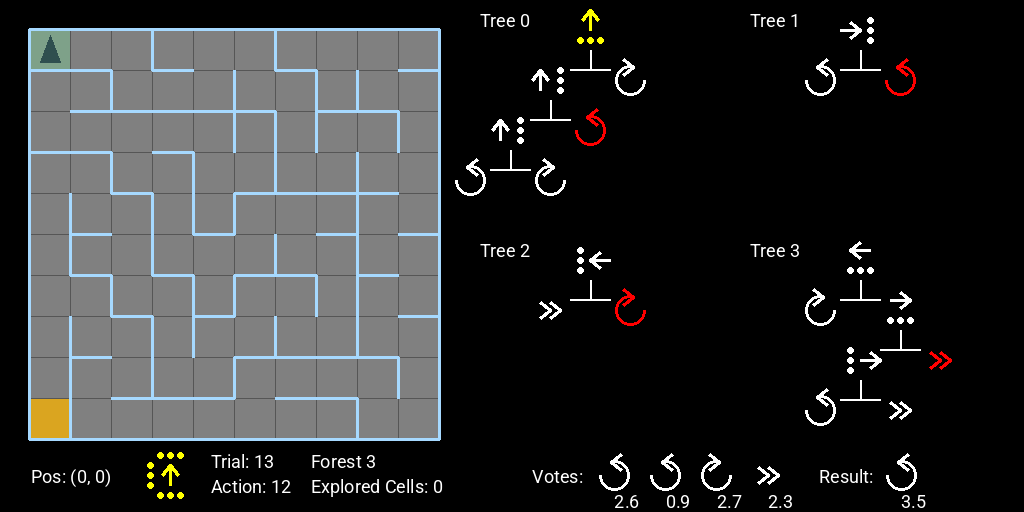 Tree 0
Tree 1
Tree 2
Tree 3
Pos: (0, 0)
Trial: 13
Forest 3
Action: 12
Explored Cells: 0
Votes:
2.6
0.9
2.7
2.3
Result:
3.5